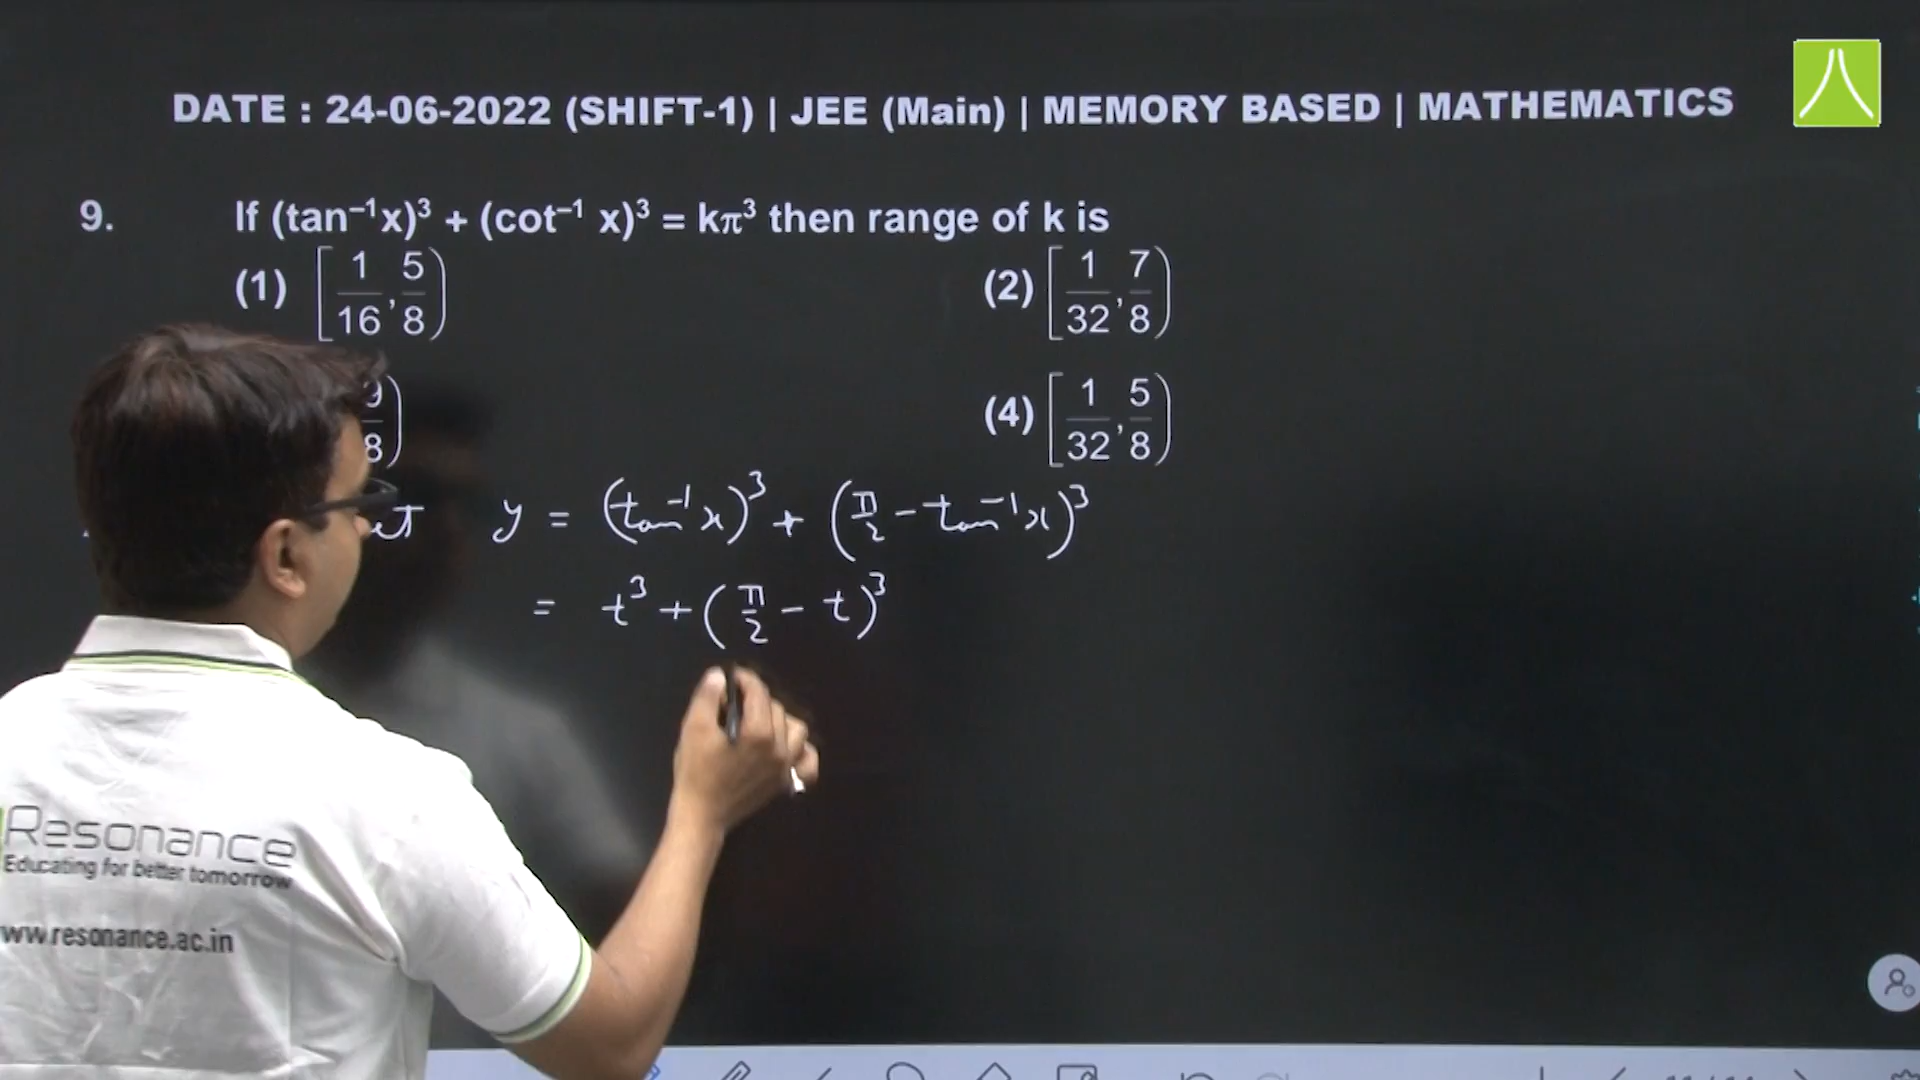 DATE : 24-06-2022 (SHIFT-1) | JEE (Main) | MEMORY BASED | MATHEMATICS
9. If (tan⁻¹x)³ + (cot⁻¹ x)³ = kπ³ then range of k is
(1) [1/16, 5/8) (2) [1/32, 7/8)
9/8) (4) [1/32, 5/8)
y = (tan⁻¹x)³ + (π/2 - tan⁻¹x)³
= t³ + (π/2 - t)³
Resonance
Educating for better tomorrow
ww.resonance.ac.in